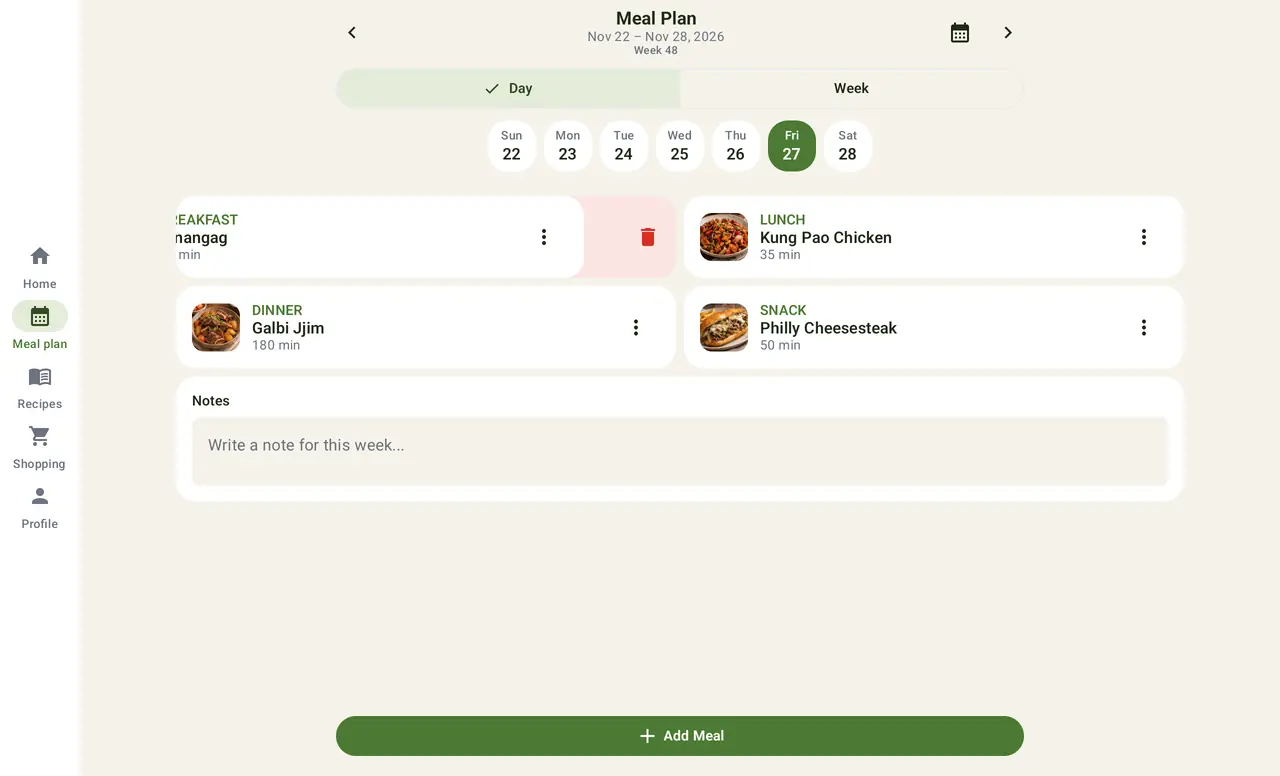 Meal Plan
Nov 22 – Nov 28, 2026
Week 48
Day
Week
Sun
22
Mon
23
Tue
24
Wed
25
Thu
26
Fri
27
Sat
28
REAKFAST
nangag
min
LUNCH
Kung Pao Chicken
35 min
DINNER
Galbi Jjim
180 min
SNACK
Philly Cheesesteak
50 min
Notes
Write a note for this week...
Add Meal
Home
Meal plan
Recipes
Shopping
Profile